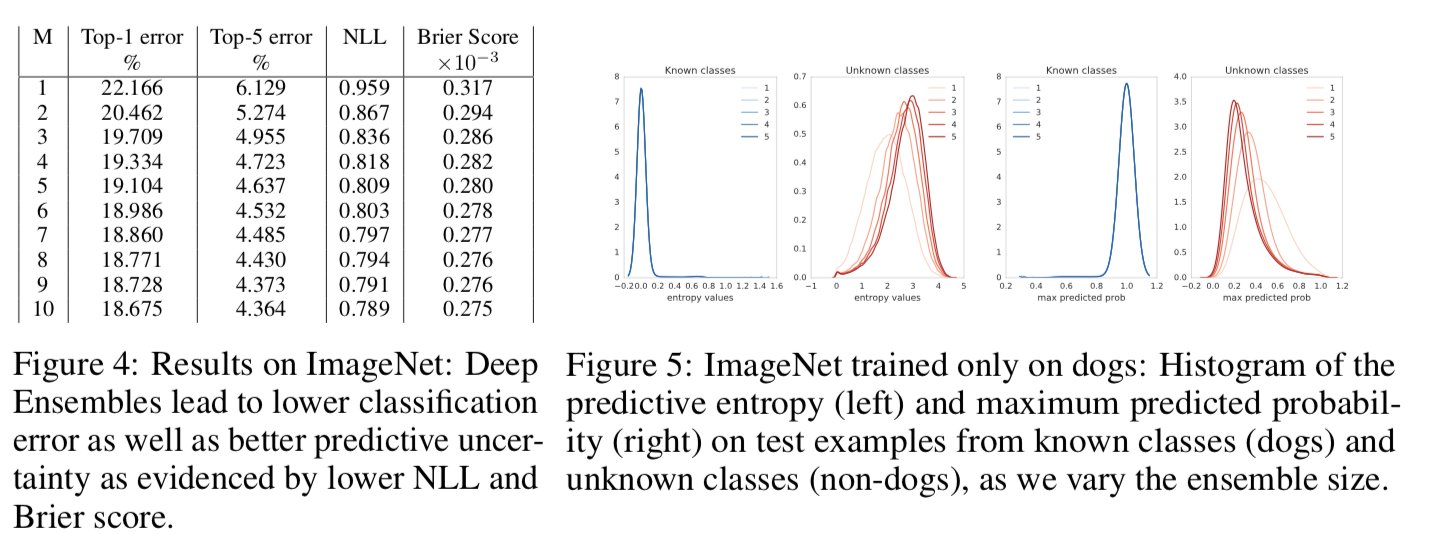 M Top-1 error Top-5 error NLL Brier Score
% % ×10⁻³
1 22.166 6.129 0.959 0.317
2 20.462 5.274 0.867 0.294
3 19.709 4.955 0.836 0.286
4 19.334 4.723 0.818 0.282
5 19.104 4.637 0.809 0.280
6 18.986 4.532 0.803 0.278
7 18.860 4.485 0.797 0.277
8 18.771 4.430 0.794 0.276
9 18.728 4.373 0.791 0.276
10 18.675 4.364 0.789 0.275
Figure 4: Results on ImageNet: Deep
Ensembles lead to lower classification
error as well as better predictive uncer-
tainty as evidenced by lower NLL and
Brier score.
Known classes
8
7
6
5
4
3
2
1
0
1
2
3
4
5
−0.2 0.0 0.2 0.4 0.6 0.8 1.0 1.2 1.4 1.6
entropy values
Unknown classes
0.7
0.6
0.5
0.4
0.3
0.2
0.1
0.0
1
2
3
4
5
−1 0 1 2 3 4 5
entropy values
Known classes
8
7
6
5
4
3
2
1
0
1
2
3
4
5
0.2 0.4 0.6 0.8 1.0 1.2
max predicted prob
Unknown classes
4.0
3.5
3.0
2.5
2.0
1.5
1.0
0.5
0.0
1
2
3
4
5
−0.2 0.0 0.2 0.4 0.6 0.8 1.0 1.2
max predicted prob
Figure 5: ImageNet trained only on dogs: Histogram of the
predictive entropy (left) and maximum predicted probabil-
ity (right) on test examples from known classes (dogs) and
unknown classes (non-dogs), as we vary the ensemble size.